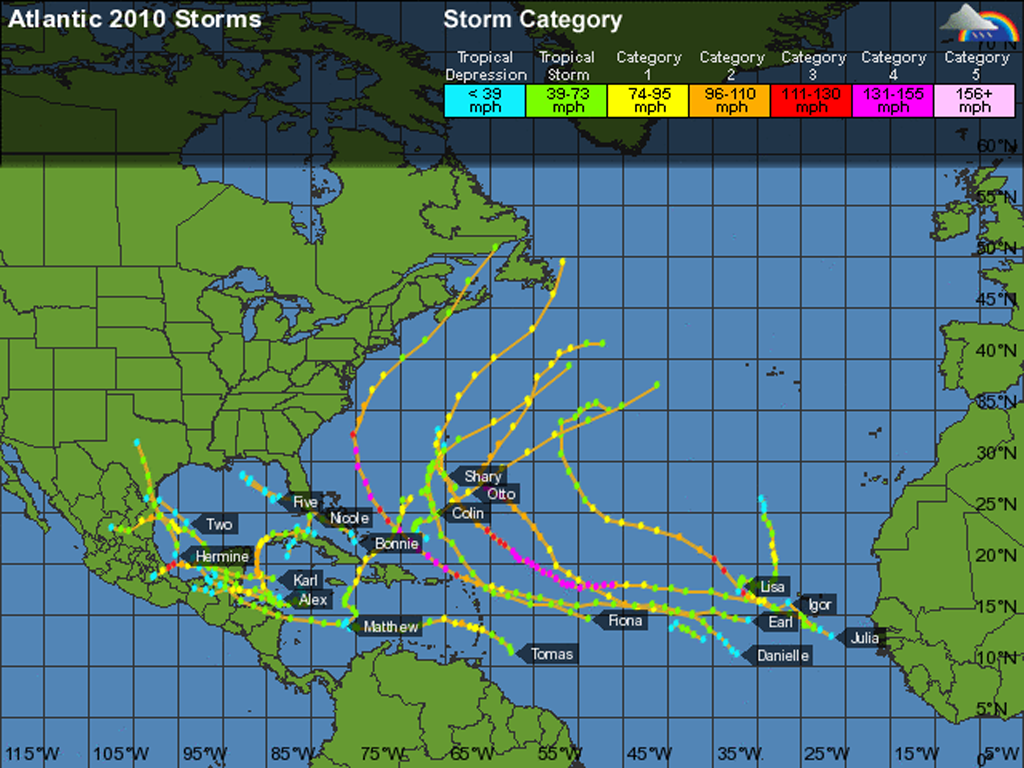 Atlantic 2010 Storms
Storm Category
Tropical Depression
Tropical Storm
Category 1
Category 2
Category 3
Category 4
Category 5
< 39 mph
39-73 mph
74-95 mph
96-110 mph
111-130 mph
131-155 mph
156+ mph
70°N
60°N
55°N
50°N
45°N
40°N
35°N
30°N
25°N
20°N
15°N
10°N
5°N
0°
Shary
Otto
Five
Colin
Nicole
Two
Bonnie
Hermine
Karl
Lisa
Alex
Igor
Fiona
Earl
Matthew
Julia
Tomas
Danielle
115°W
105°W
95°W
85°W
75°W
65°W
55°W
45°W
35°W
25°W
15°W
5°W